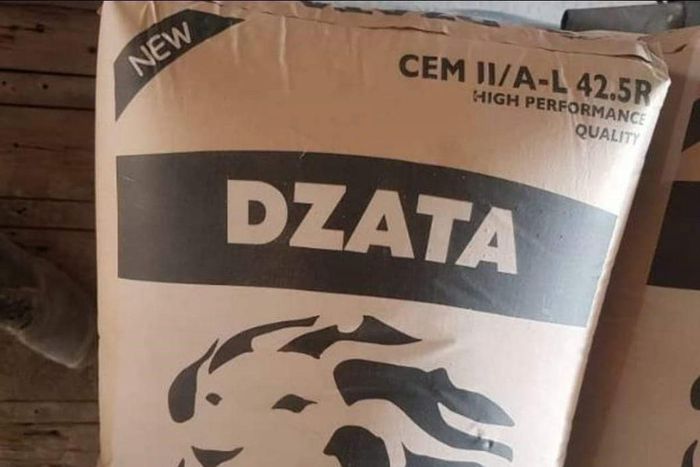 NEW
CEM II/A-L 42.5R
HIGH PERFORMANCE
QUALITY
DZATA